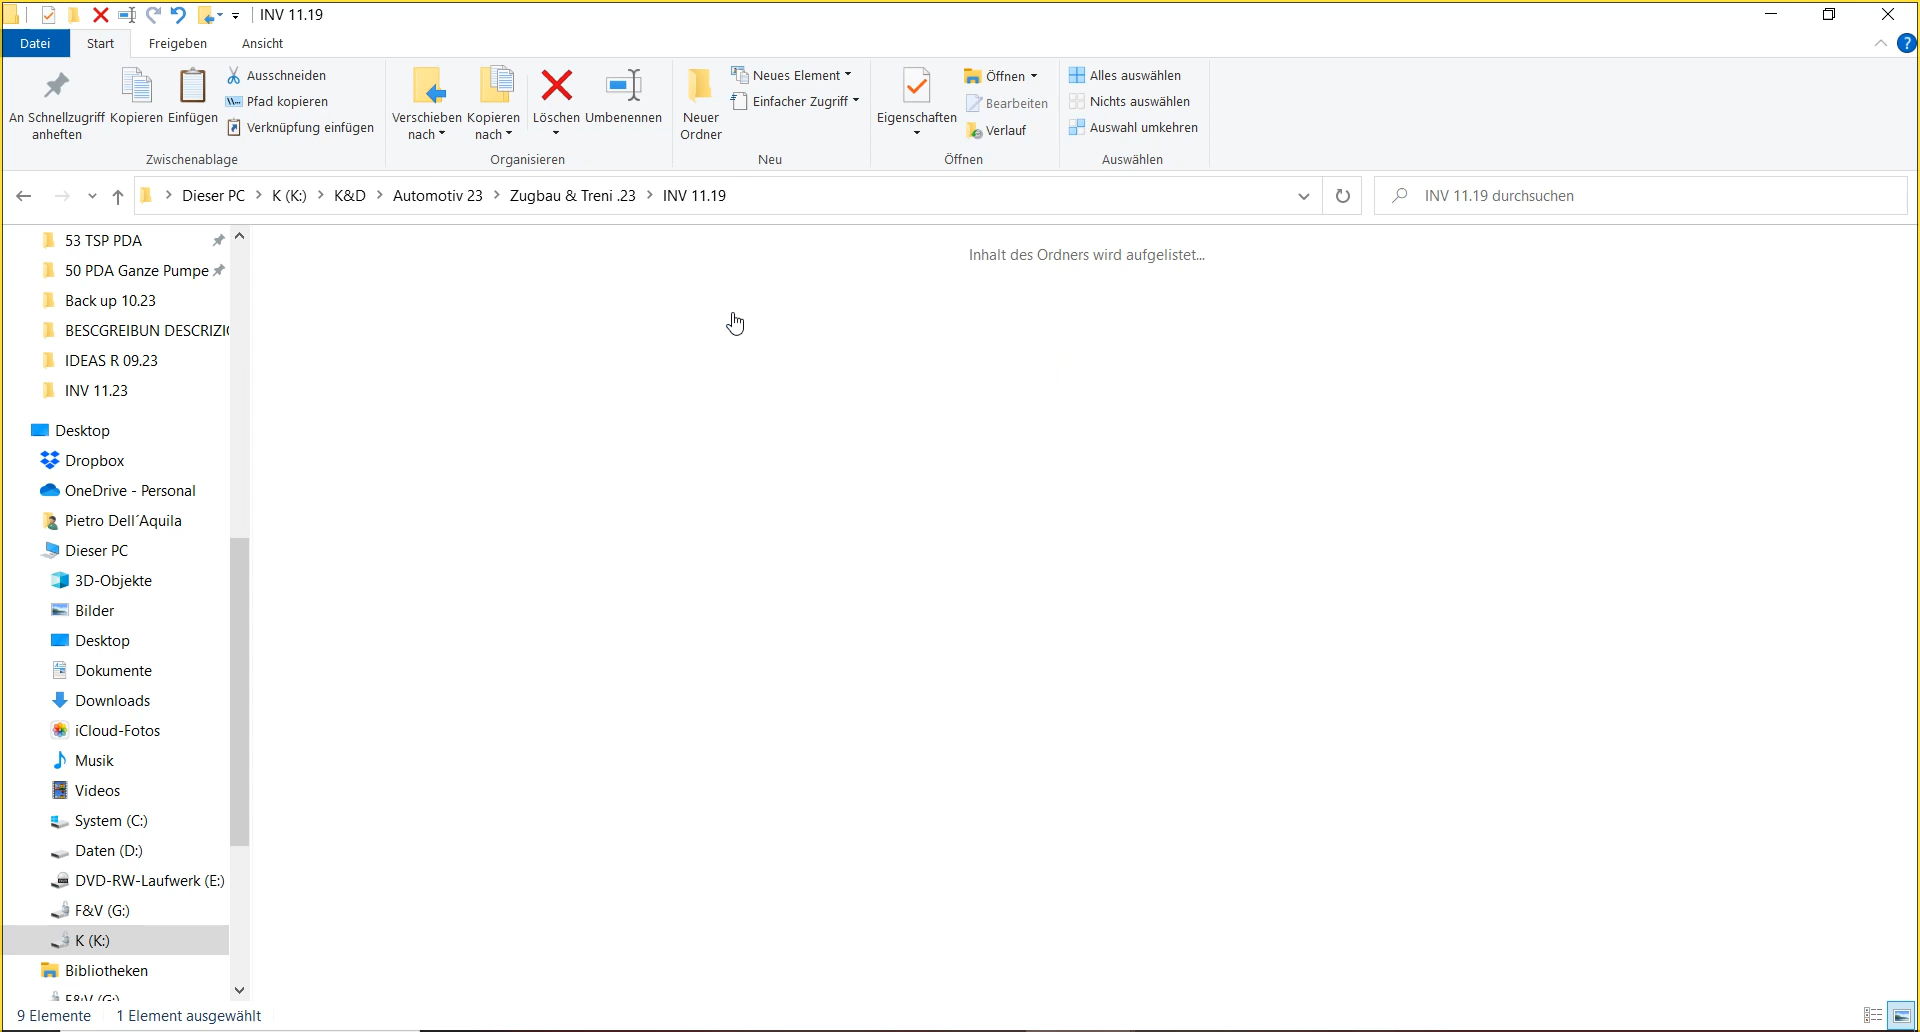 INV 11.19
Datei Start Freigeben Ansicht
An Schnellzugriff anheften
Kopieren
Einfügen
Ausschneiden
Pfad kopieren
Verknüpfung einfügen
Zwischenablage
Verschieben nach
Kopieren nach
Löschen
Umbenennen
Organisieren
Neuer Ordner
Neues Element
Einfacher Zugriff
Neu
Eigenschaften
Öffnen
Bearbeiten
Verlauf
Öffnen
Alles auswählen
Nichts auswählen
Auswahl umkehren
Auswählen
Dieser PC > K (K:) > K&D > Automotiv 23 > Zugbau & Treni .23 > INV 11.19
INV 11.19 durchsuchen
Inhalt des Ordners wird aufgelistet...
53 TSP PDA
50 PDA Ganze Pumpe
Back up 10.23
BESCGREIBUN DESCRIZI
IDEAS R 09.23
INV 11.23
Desktop
Dropbox
OneDrive - Personal
Pietro Dell´Aquila
Dieser PC
3D-Objekte
Bilder
Desktop
Dokumente
Downloads
iCloud-Fotos
Musik
Videos
System (C:)
Daten (D:)
DVD-RW-Laufwerk (E:)
F&V (G:)
K (K:)
Bibliotheken
F&V (G:)
9 Elemente 1 Element ausgewählt